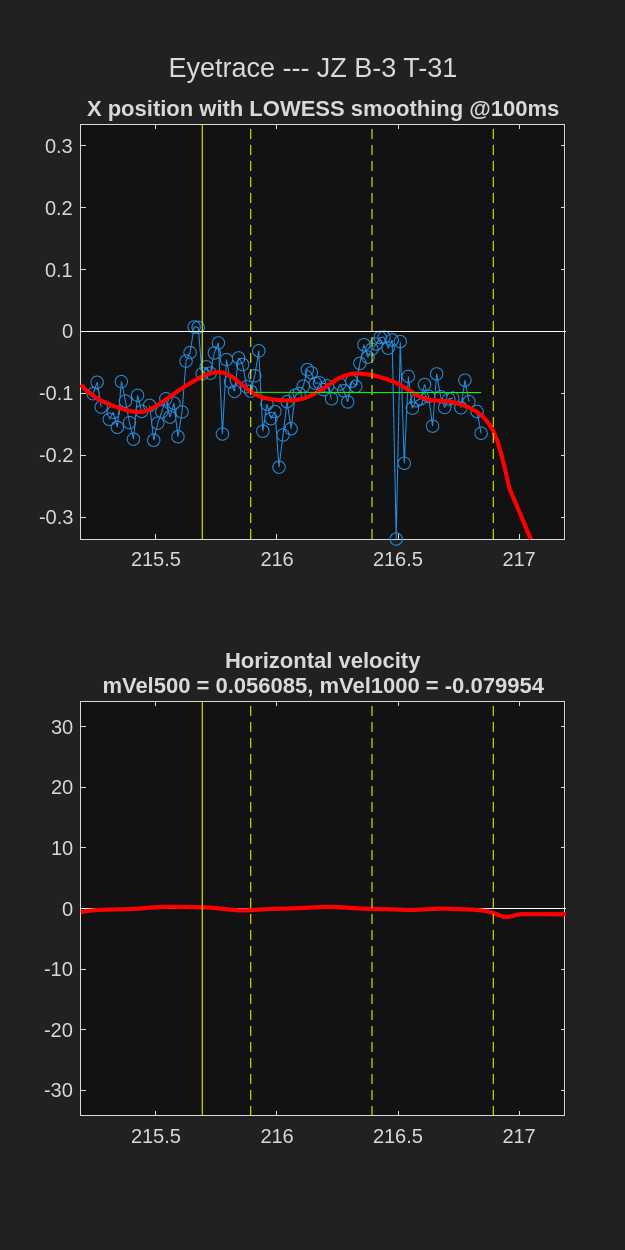 Eyetrace --- JZ B-3 T-31
X position with LOWESS smoothing @100ms
0.3
0.2
0.1
0
-0.1
-0.2
-0.3
215.5 216 216.5 217
Horizontal velocity
mVel500 = 0.056085, mVel1000 = -0.079954
30
20
10
0
-10
-20
-30
215.5 216 216.5 217